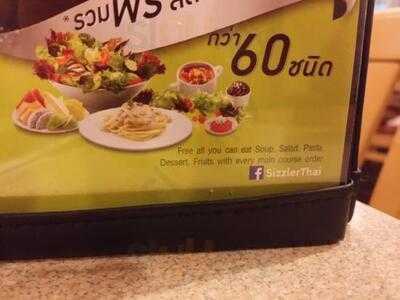 * รวมฟรี
กว่า 60 ชนิด
Free all you can eat Soup, Salad, Pasta
Dessert, Fruits with every main course order
f SizzlerThai